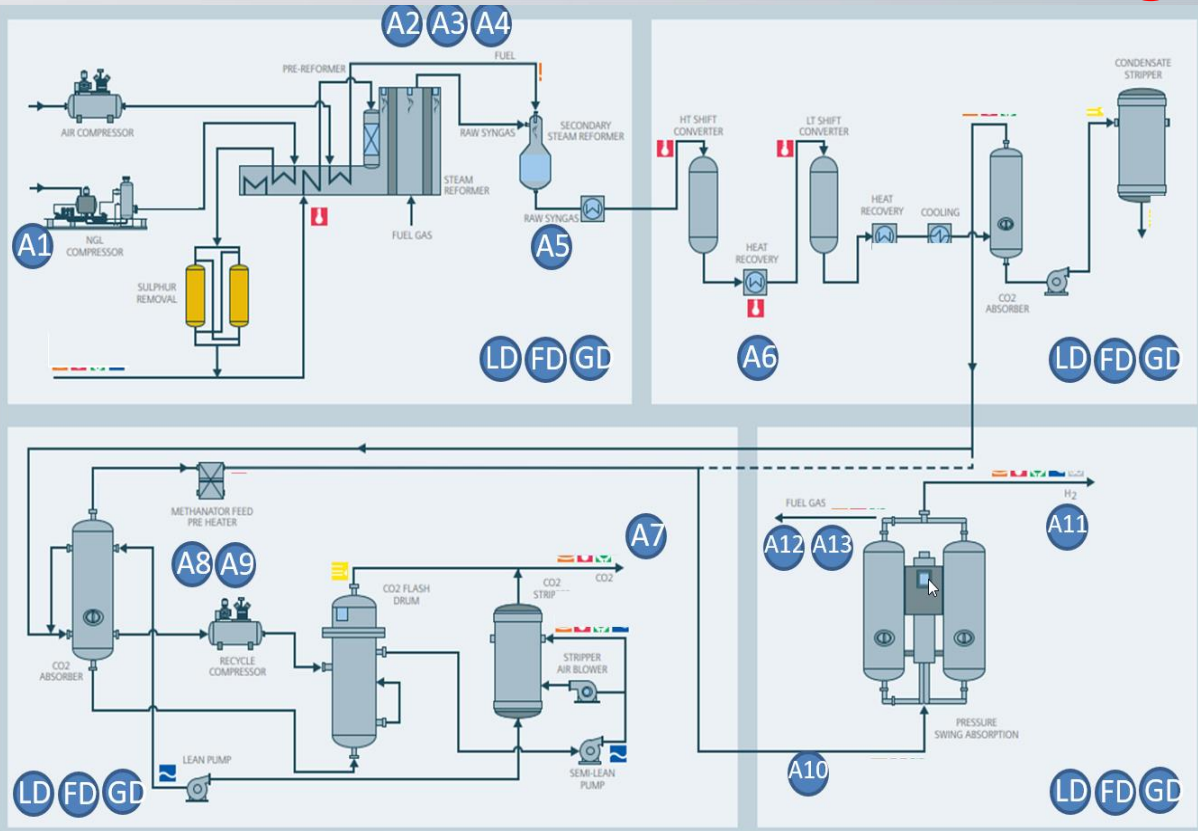 A2 A3 A4
FUEL
PRE-REFORMER
AIR COMPRESSOR
RAW SYNGAS
SECONDARY
STEAM REFORMER
STEAM
REFORMER
A1
NGL
COMPRESSOR
FUEL GAS
RAW SYNGAS
A5
SULPHUR
REMOVAL
LD FD GD
CONDENSATE
STRIPPER
HT SHIFT
CONVERTER
LT SHIFT
CONVERTER
HEAT
RECOVERY
COOLING
HEAT
RECOVERY
CO2
ABSORBER
A6
LD FD GD
METHANATOR FEED
PRE HEATER
A7
A8 A9
CO2 FLASH
DRUM
CO2
STRIP
CO2
RECYCLE
COMPRESSOR
CO2
ABSORBER
STRIPPER
AIR BLOWER
LEAN PUMP
SEMI-LEAN
PUMP
LD FD GD
FUEL GAS
H2
A11
A12 A13
PRESSURE
SWING ABSORPTION
A10
LD FD GD